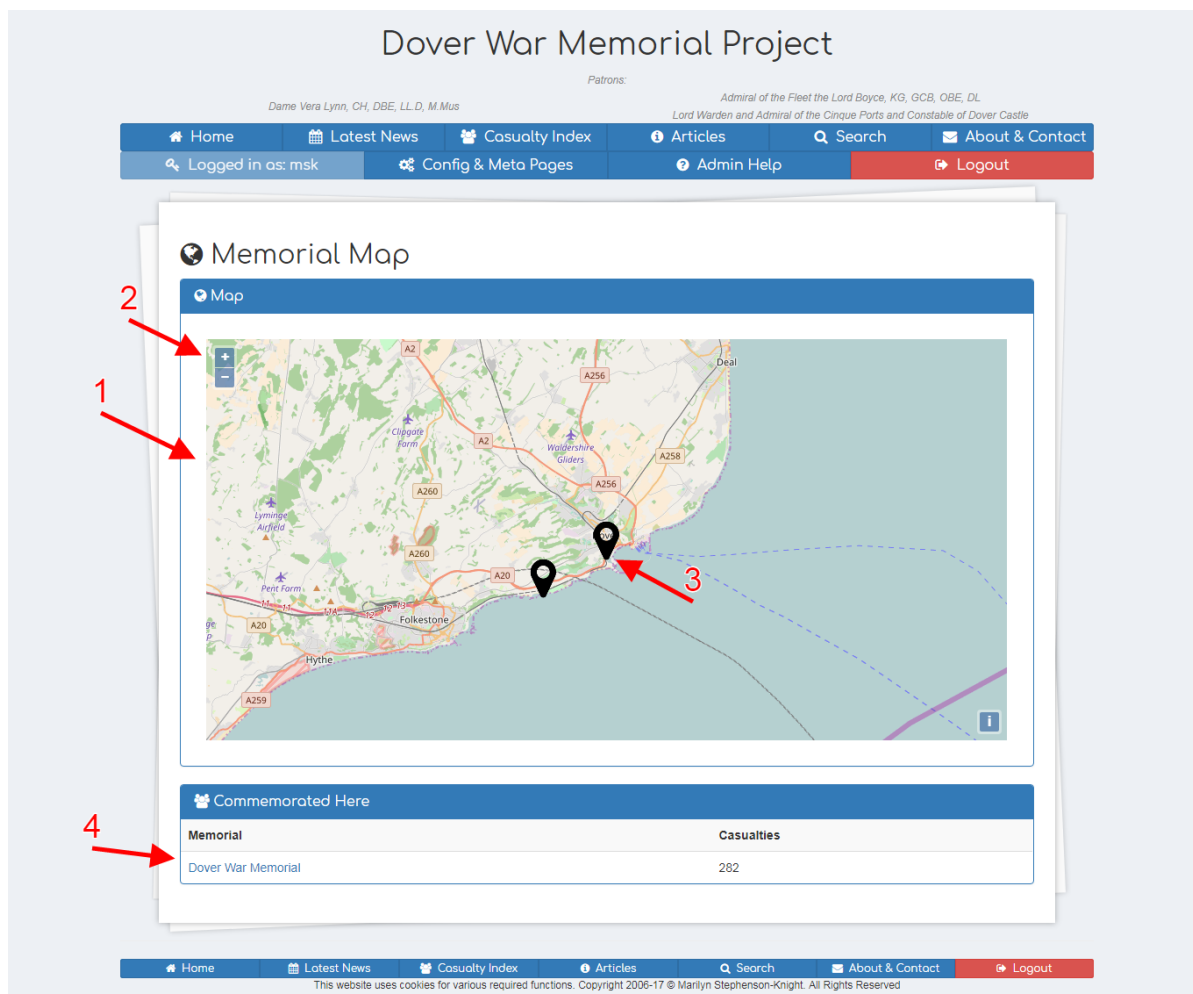 Dover War Memorial Project
Patrons:
Dame Vera Lynn, CH, DBE, LL.D, M.Mus
Admiral of the Fleet the Lord Boyce, KG, GCB, OBE, DL
Lord Warden and Admiral of the Cinque Ports and Constable of Dover Castle
Home Latest News Casualty Index Articles Search About & Contact
Logged in as: msk Config & Meta Pages Admin Help Logout
Memorial Map
2
Map
+
−
1
A2
Deal
A256
Clipgate
Farm
A2
Waldershire
Gliders
A258
A260
A256
Lyminge
Airfield
A260
A20
3
Pent Farm
11 11 11A 12 12 13
A20
Folkestone
Hythe
A259
i
Commemorated Here
4
Memorial Casualties
Dover War Memorial 282
Home Latest News Casualty Index Articles Search About & Contact Logout
This website uses cookies for various required functions. Copyright 2006-17 © Marilyn Stephenson-Knight. All Rights Reserved